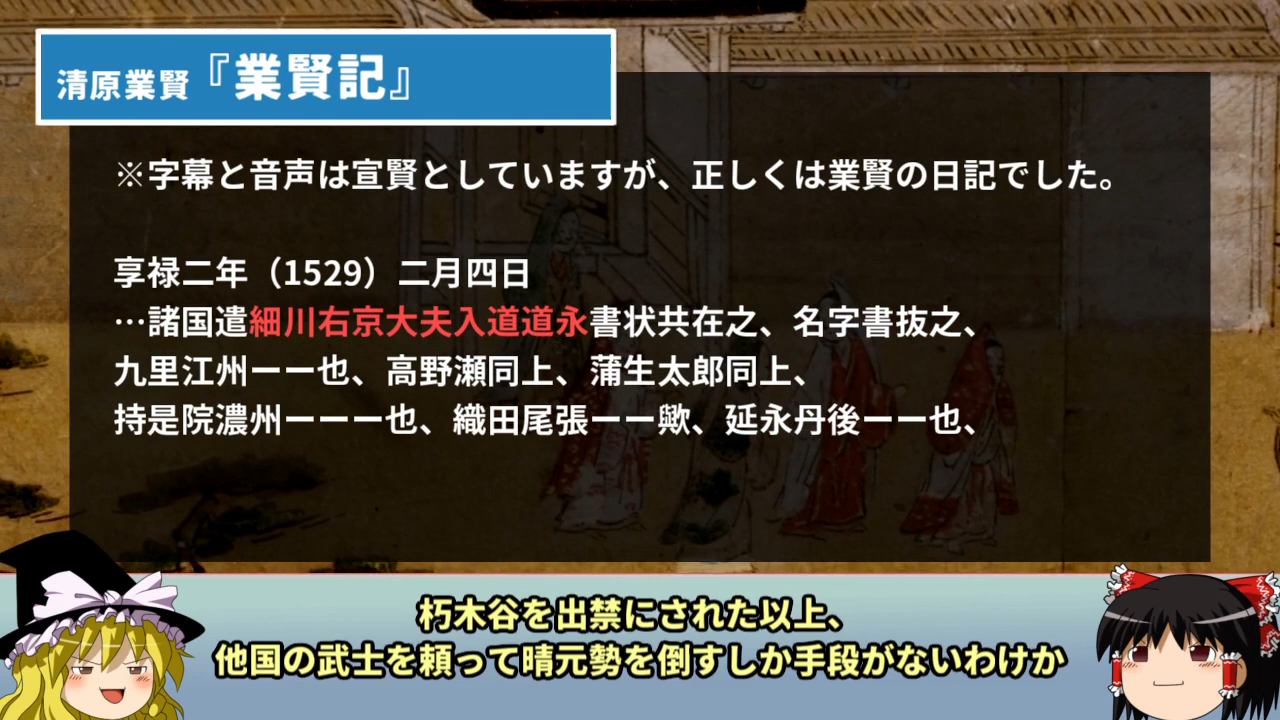 清原業賢『業賢記』
※字幕と音声は宣賢としていますが、正しくは業賢の日記でした。
享禄二年（1529）二月四日
…諸国遣細川右京大夫入道道永書状共在之、名字書抜之、
九里江州ーー也、高野瀬同上、蒲生太郎同上、
持是院濃州ーーー也、織田尾張ーー歟、延永丹後ーー也、
朽木谷を出禁にされた以上、
他国の武士を頼って晴元勢を倒すしか手段がないわけか